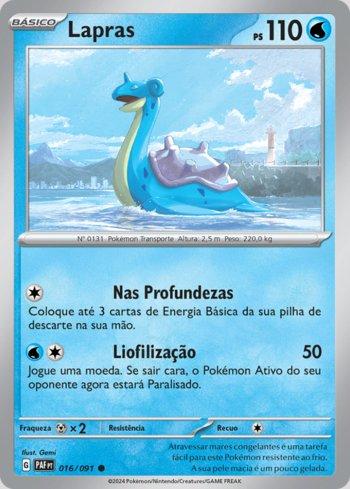 BÁSICO Lapras PS 110
Nº 0131 Pokémon Transporte Altura: 2,5 m Peso: 220,0 kg
Nas Profundezas
Coloque até 3 cartas de Energia Básica da sua pilha de
descarte na sua mão.
Liofilização 50
Jogue uma moeda. Se sair cara, o Pokémon Ativo do seu
oponente agora estará Paralisado.
Fraqueza x2 Resistência Recuo
Ilust. Gemi
G PAF PT 016/091
Atravessar mares congelantes é uma tarefa
fácil para este Pokémon resistente ao frio.
A sua pele macia é um pouco gelada.
©2024 Pokémon/Nintendo/Creatures/GAME FREAK